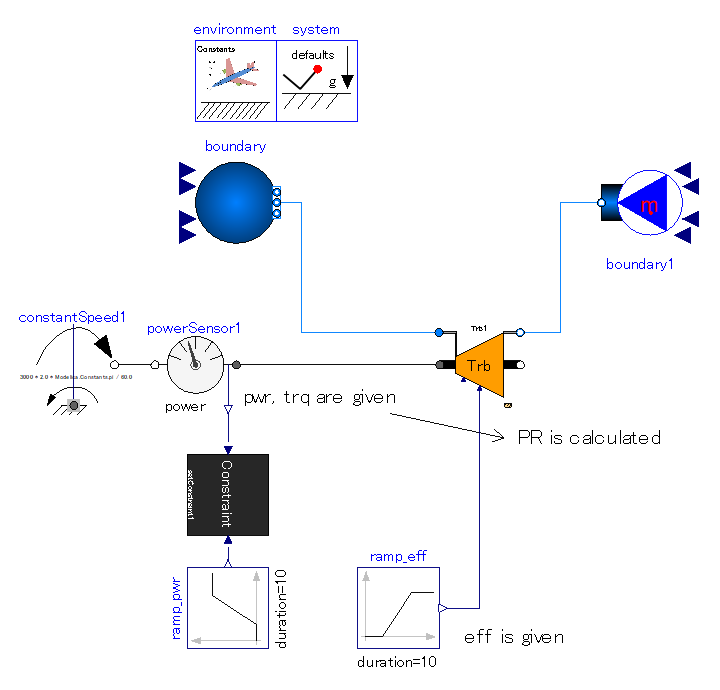 environment
system
Constants
defaults
g
boundary
m
boundary1
constantSpeed1
powerSensor1
Trb1
3000 * 2.0 * Modelica.Constants.pi / 60.0
Trb
power
pwr, trq are given
PR is calculated
Constraint
setConstraint1
ramp_pwr
duration=10
ramp_eff
eff is given
duration=10